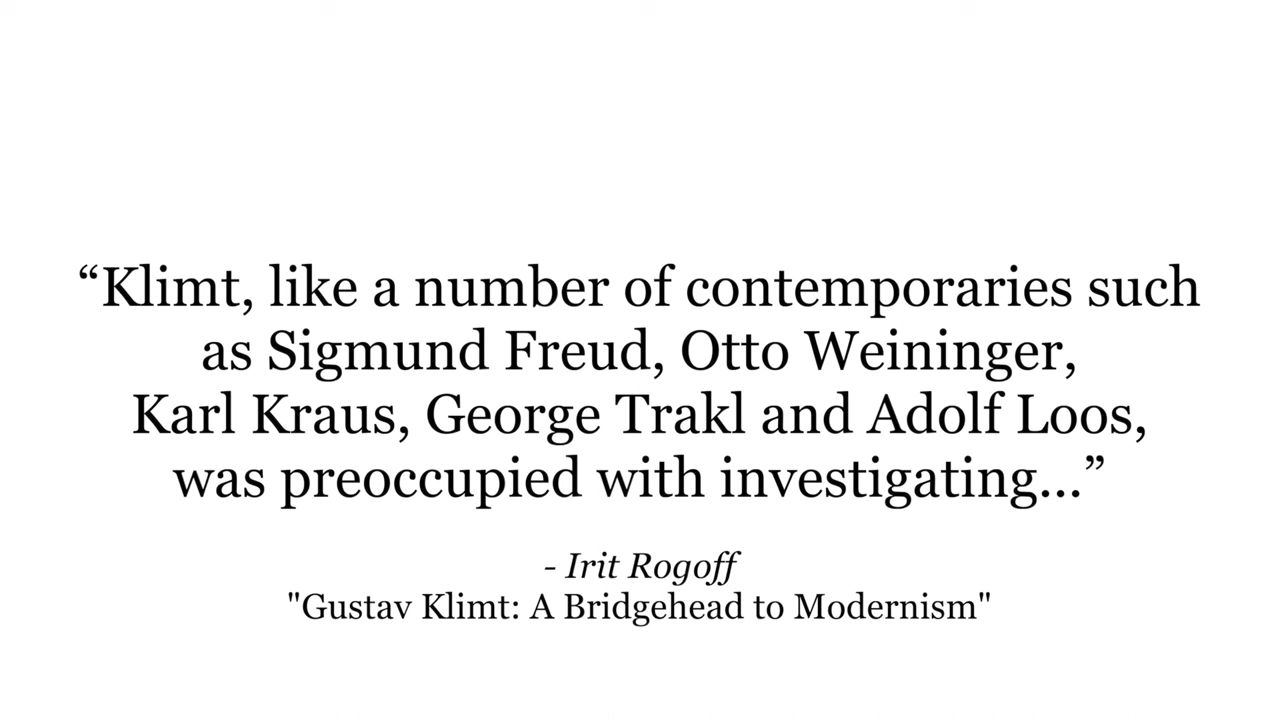 “Klimt, like a number of contemporaries such
as Sigmund Freud, Otto Weininger,
Karl Kraus, George Trakl and Adolf Loos,
was preoccupied with investigating...”
- Irit Rogoff
"Gustav Klimt: A Bridgehead to Modernism"